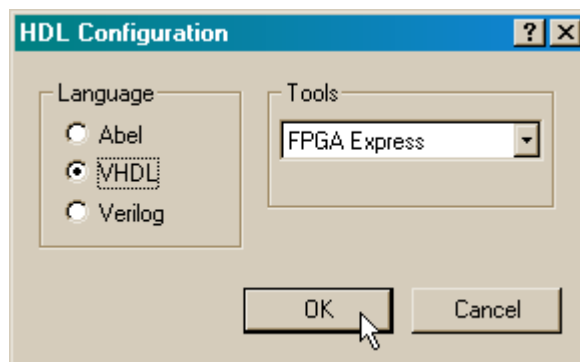 HDL Configuration
Language
Abel
VHDL
Verilog
Tools
FPGA Express
OK
Cancel